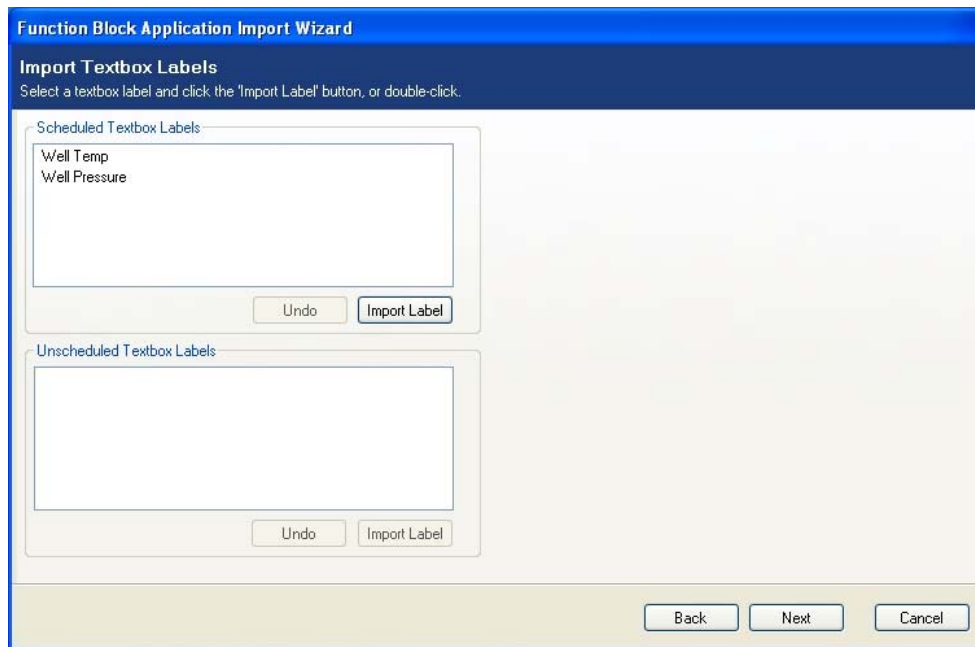 Function Block Application Import Wizard
Import Textbox Labels
Select a textbox label and click the 'Import Label' button, or double-click.
Scheduled Textbox Labels
Well Temp
Well Pressure
Undo
Import Label
Unscheduled Textbox Labels
Undo
Import Label
Back
Next
Cancel